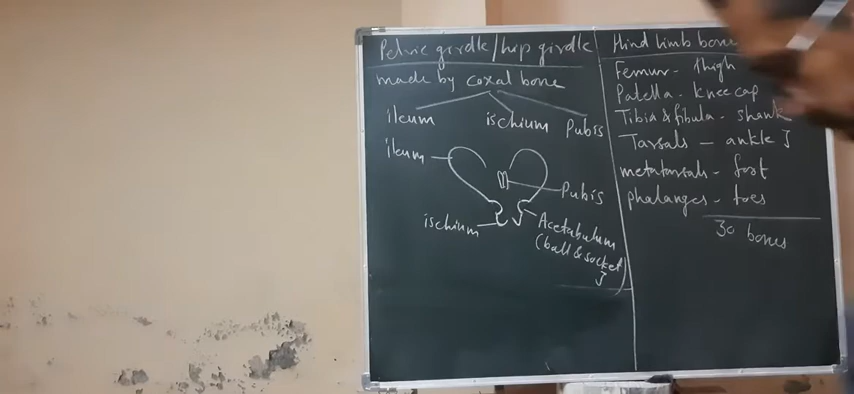 Pelvic girdle/hip girdle
made by coxal bone
ileum ischium Pubis
ileum
Pubis
ischium
Acetabulum
(ball & socket
J
Hind limb bone
Femur - thigh
Patella - knee cap
Tibia & fibula - shank
Tarsals - ankle J
metatarsals - foot
phalanges - toes
30 bones